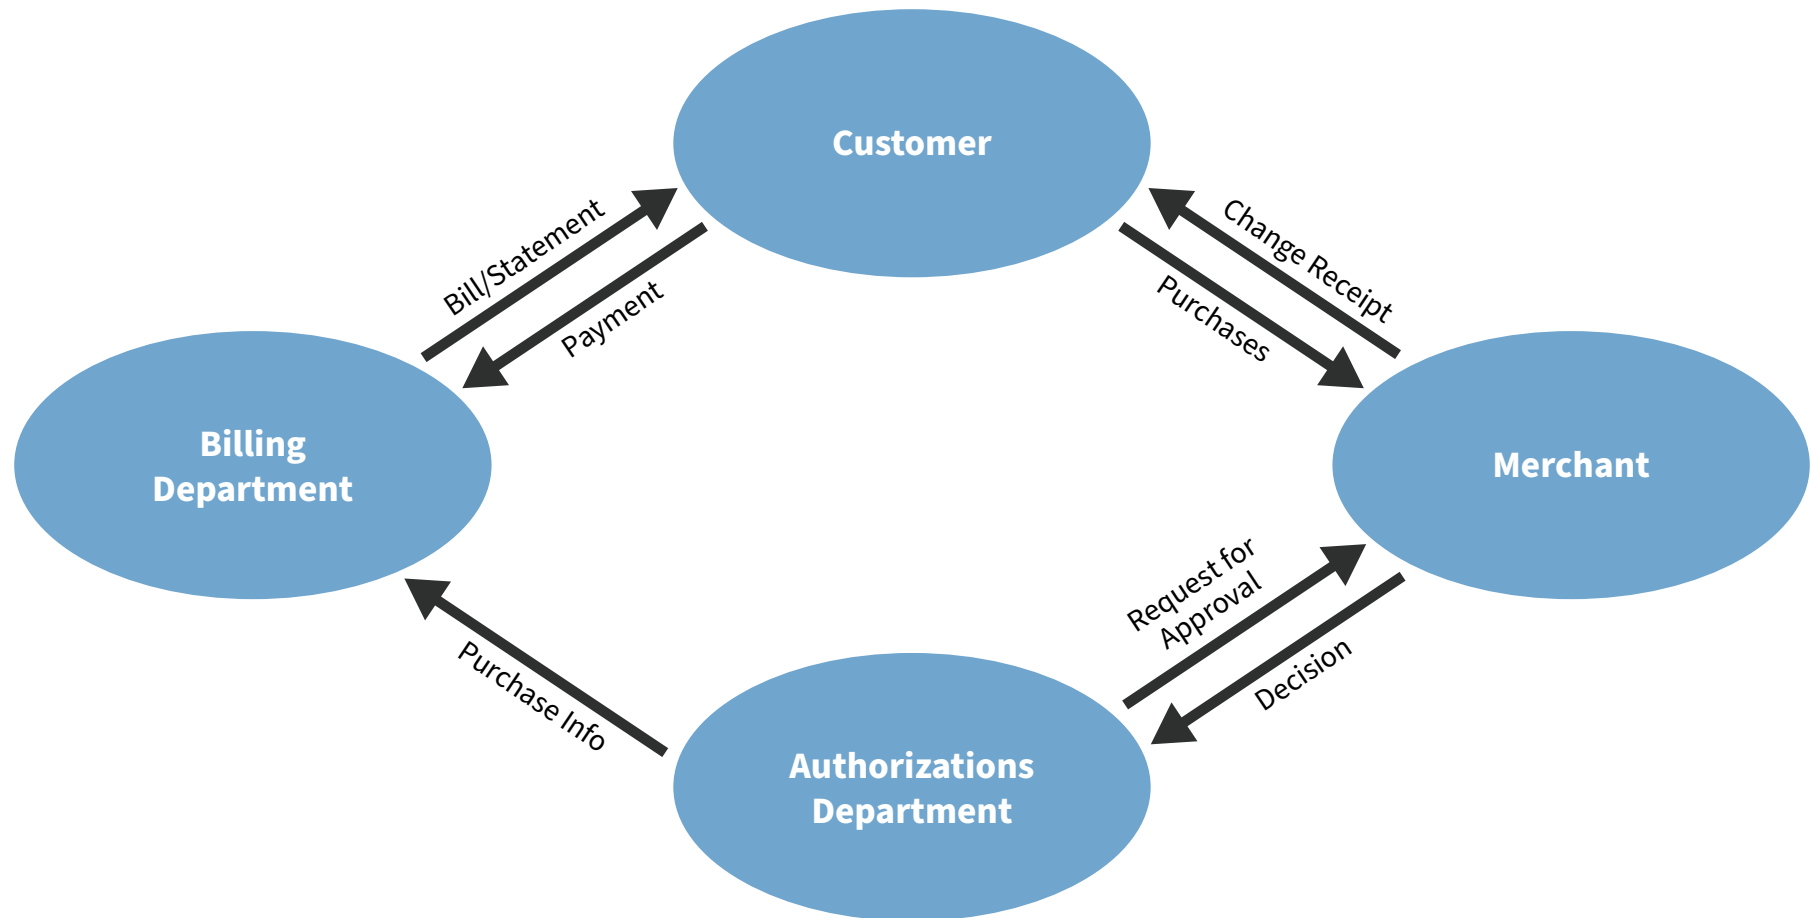 Customer
Bill/Statement
Payment
Change Receipt
Purchases
Billing
Department
Merchant
Request for
Approval
Decision
Purchase Info
Authorizations
Department